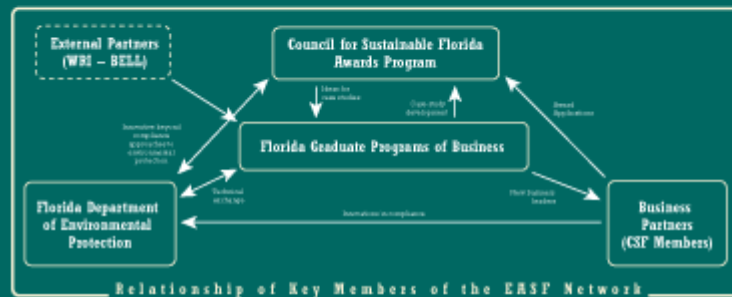 External Partners
(WRI – BELL)
Council for Sustainable Florida
Awards Program
Ideas for
case studies
Case study
development
Award
Applications
Innovative beyond
compliance
approaches to
environmental
protection
Florida Graduate Programs of Business
Technical
New business
leaders
Florida Department
of Environmental
Protection
Innovations in compliance
Business
Partners
(CSF Members)
Relationship of Key Members of the EASF Network